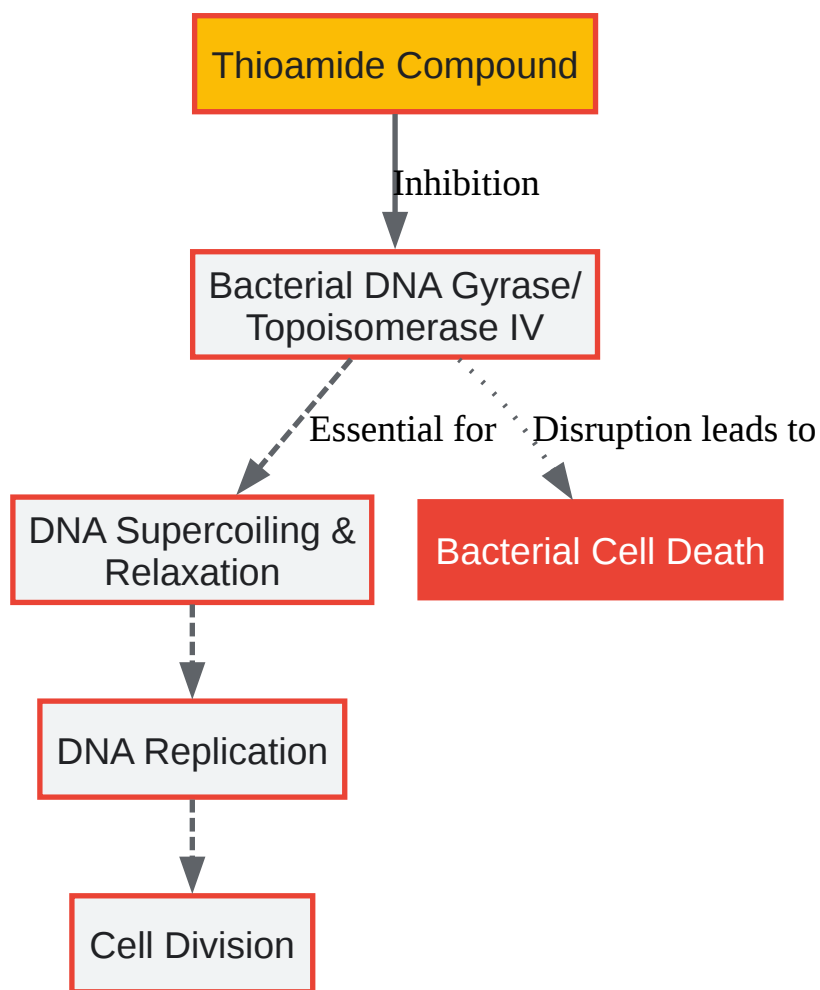 Thioamide Compound
Inhibition
Bacterial DNA Gyrase/
Topoisomerase IV
Essential for
Disruption leads to
DNA Supercoiling &
Relaxation
Bacterial Cell Death
DNA Replication
Cell Division